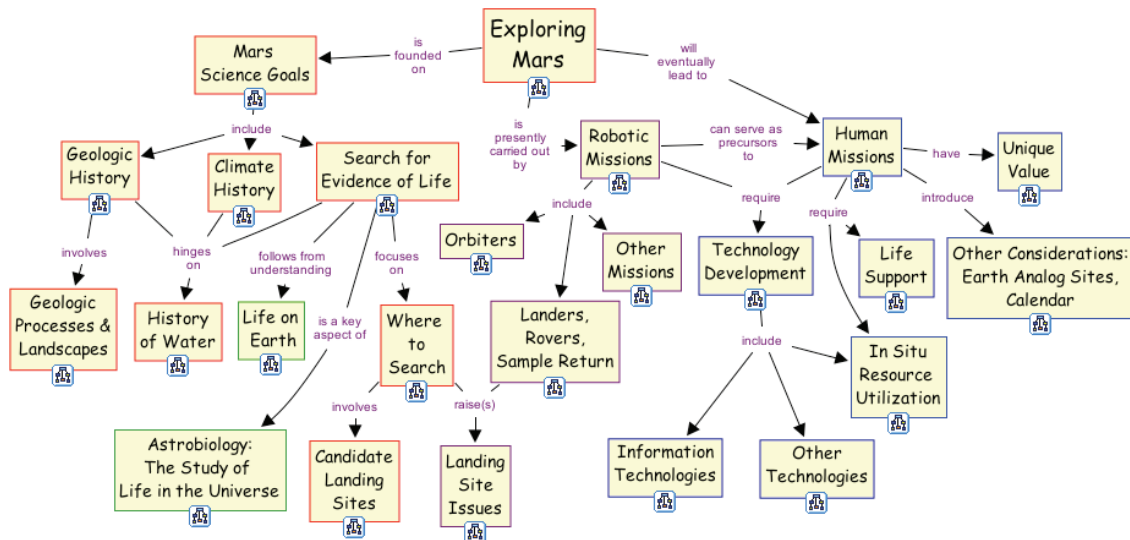 Exploring
Mars
is
founded
on
will
eventually
lead to
Mars
Science Goals
is
presently
carried out
by
include
Robotic
Missions
can serve as
precursors
to
Human
Missions
have
Unique
Value
Geologic
History
Climate
History
Search for
Evidence of Life
include
require
require
introduce
Orbiters
Other
Missions
Technology
Development
Life
Support
Other Considerations:
Earth Analog Sites,
Calendar
involves
hinges
on
follows from
understanding
focuses
on
Geologic
Processes &
Landscapes
History
of Water
Life on
Earth
is a key
aspect of
Where
to
Search
Landers,
Rovers,
Sample Return
include
In Situ
Resource
Utilization
involves
raise(s)
Astrobiology:
The Study of
Life in the Universe
Candidate
Landing
Sites
Landing
Site
Issues
Information
Technologies
Other
Technologies